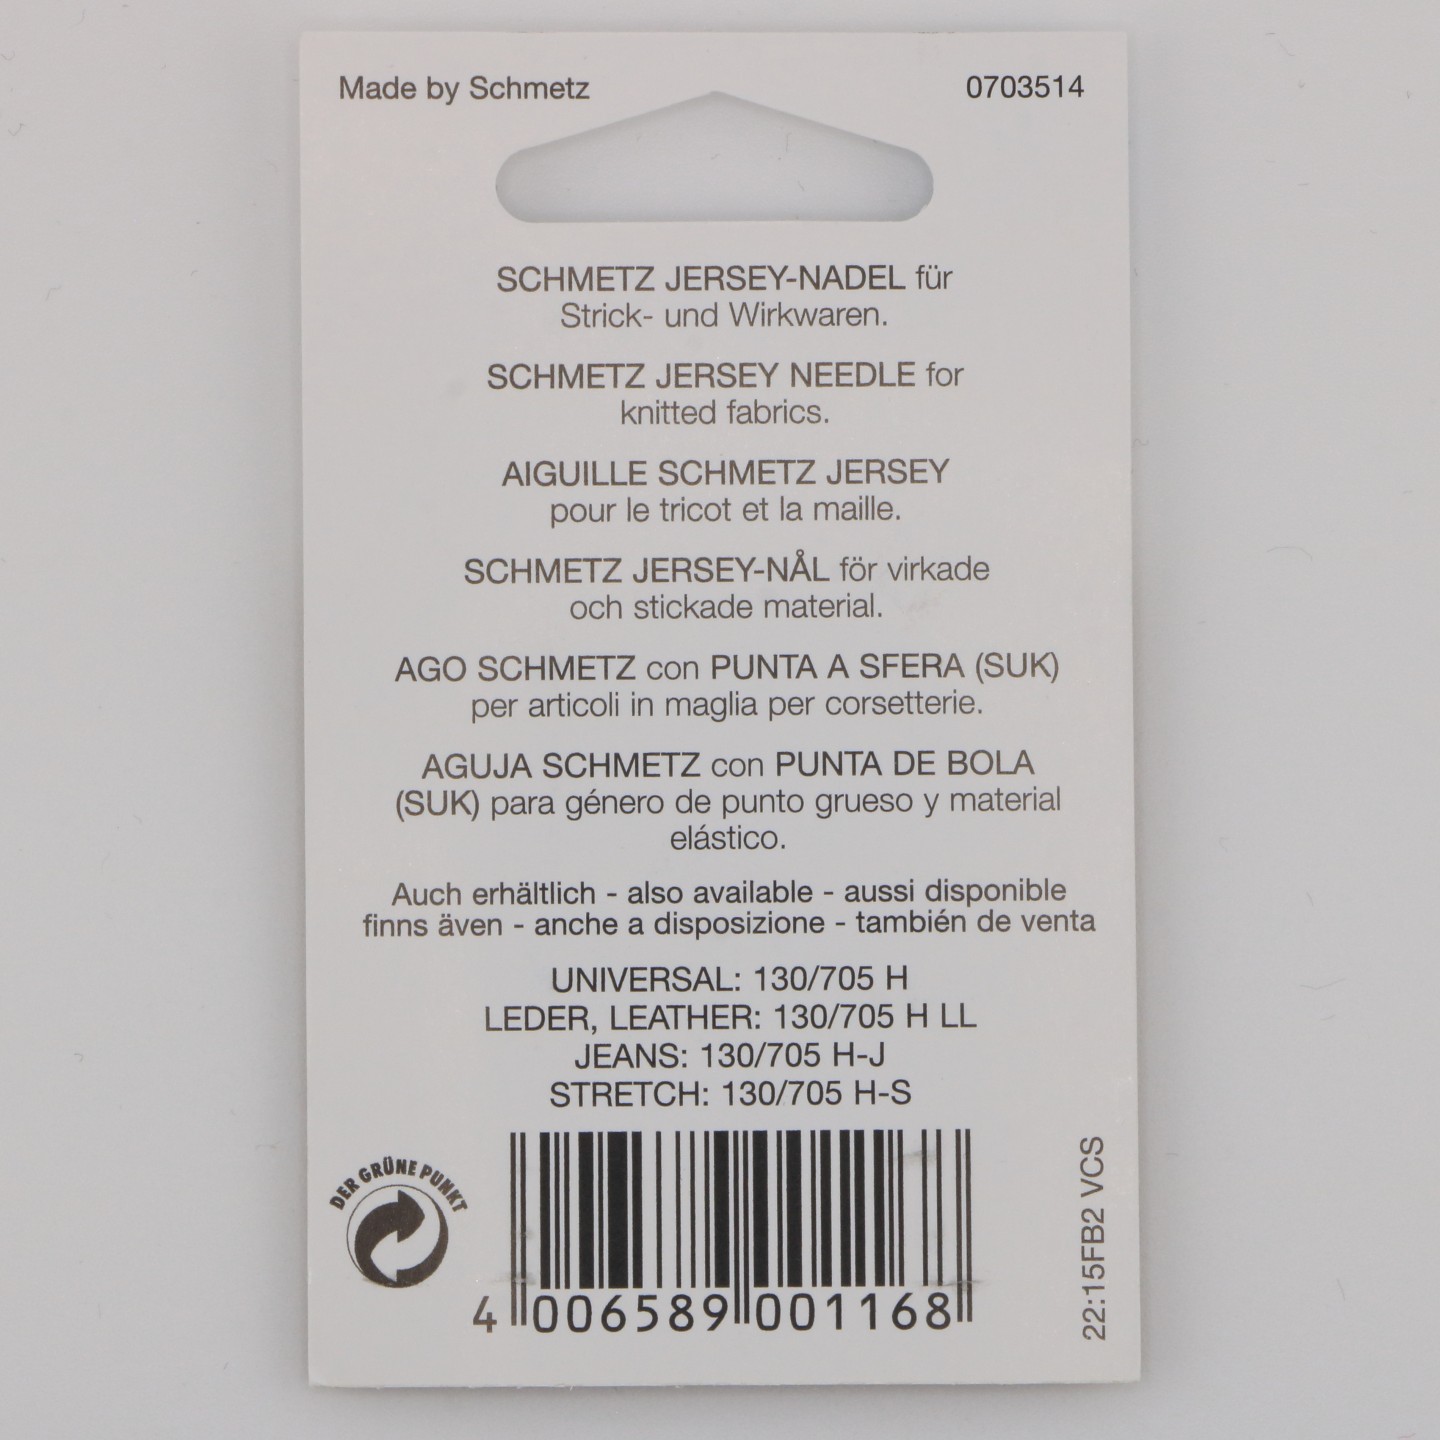 Made by Schmetz 0703514
SCHMETZ JERSEY-NADEL für
Strick- und Wirkwaren.
SCHMETZ JERSEY NEEDLE for
knitted fabrics.
AIGUILLE SCHMETZ JERSEY
pour le tricot et la maille.
SCHMETZ JERSEY-NÅL för virkade
och stickade material.
AGO SCHMETZ con PUNTA A SFERA (SUK)
per articoli in maglia per corsetterie.
AGUJA SCHMETZ con PUNTA DE BOLA
(SUK) para género de punto grueso y material
elástico.
Auch erhältlich - also available - aussi disponible
finns även - anche a disposizione - también de venta
UNIVERSAL: 130/705 H
LEDER, LEATHER: 130/705 H LL
JEANS: 130/705 H-J
STRETCH: 130/705 H-S
DER GRÜNE PUNKT
4 006589 001168
22:15FB2 VCS